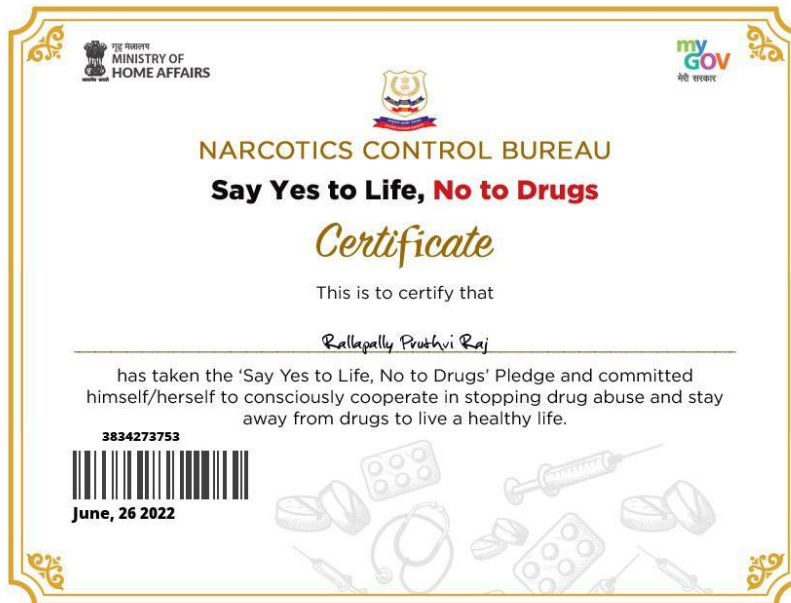 गृह मंत्रालय
MINISTRY OF
HOME AFFAIRS
my
GOV
मेरी सरकार
NARCOTICS CONTROL BUREAU
Say Yes to Life, No to Drugs
Certificate
This is to certify that
Rallapally Pruthvi Raj
has taken the ‘Say Yes to Life, No to Drugs’ Pledge and committed
himself/herself to consciously cooperate in stopping drug abuse and stay
away from drugs to live a healthy life.
3834273753
June, 26 2022